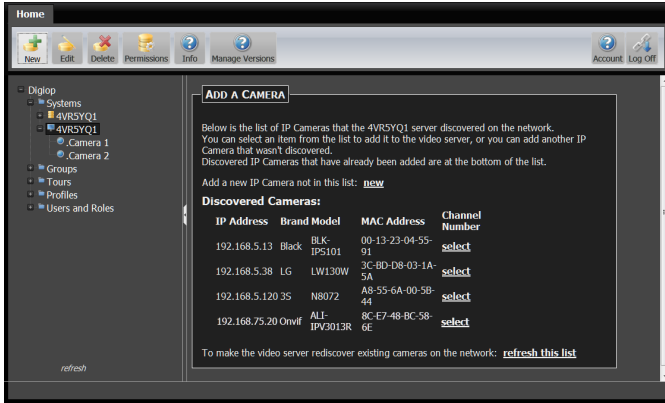 Home
New Edit Delete Permissions Info Manage Versions Account Log Off
Digiop
Systems
4VR5YQ1
4VR5YQ1
.Camera 1
.Camera 2
Groups
Tours
Profiles
Users and Roles
refresh
ADD A CAMERA
Below is the list of IP Cameras that the 4VR5YQ1 server discovered on the network.
You can select an item from the list to add it to the video server, or you can add another IP
Camera that wasn't discovered.
Discovered IP Cameras that have already been added are at the bottom of the list.
Add a new IP Camera not in this list: new
Discovered Cameras:
IP Address Brand Model MAC Address Channel
Number
192.168.5.13 Black BLK- 00-13-23-04-55- select
IPS101 91
192.168.5.38 LG LW130W 3C-BD-D8-03-1A- select
5A
192.168.5.120 3S N8072 A8-55-6A-00-5B- select
44
192.168.75.20 Onvif ALI- 8C-E7-48-BC-58- select
IPV3013R 6E
To make the video server rediscover existing cameras on the network: refresh this list